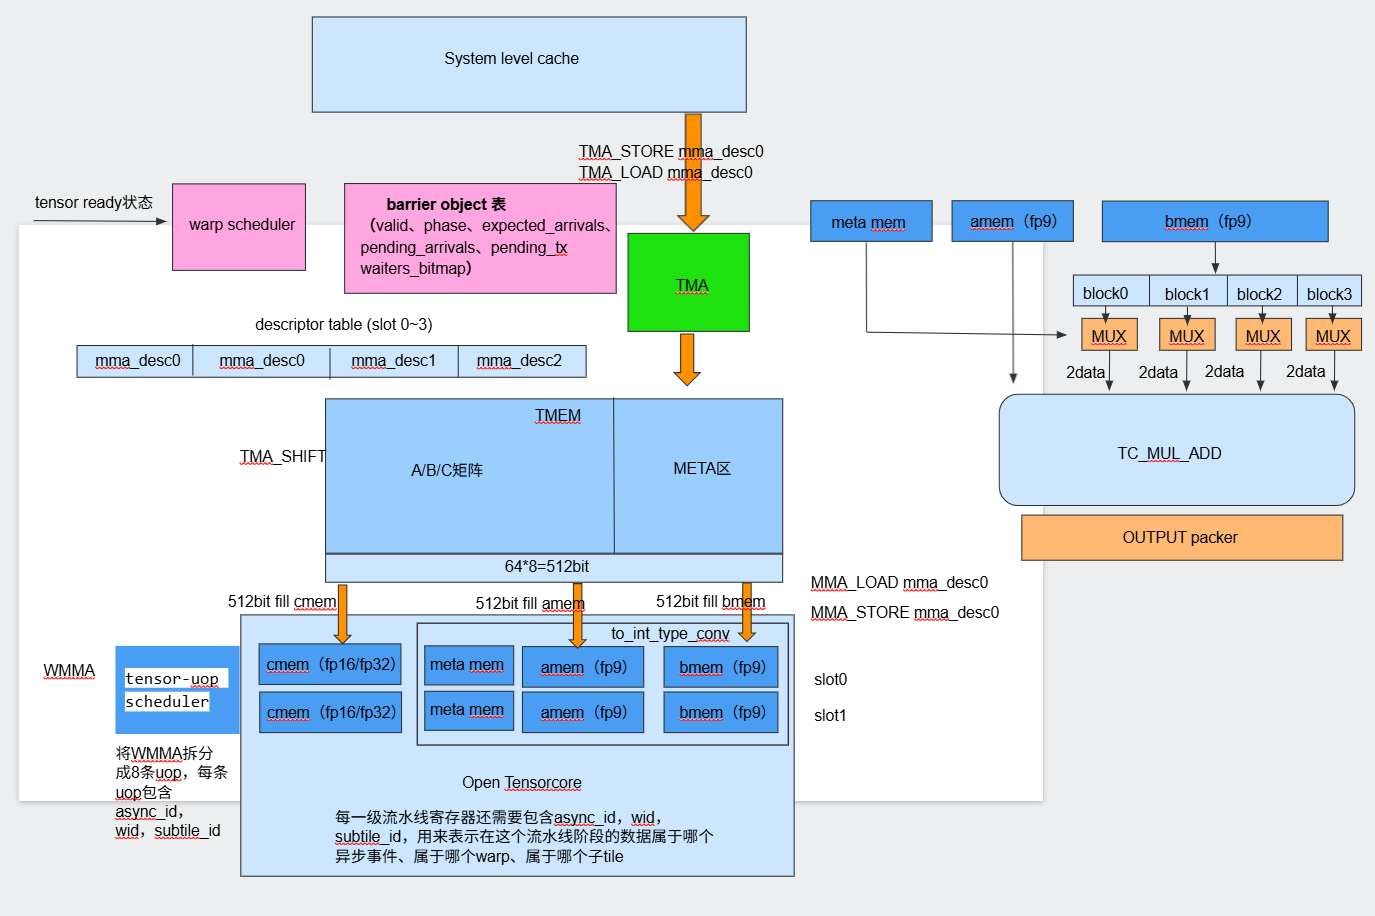 System level cache
TMA_STORE mma_desc0
TMA_LOAD mma_desc0
tensor ready状态
warp scheduler
barrier object 表
（valid、phase、expected_arrivals、
pending_arrivals、pending_tx
waiters_bitmap）
TMA
meta mem
amem（fp9）
bmem（fp9）
block0
block1
block2
block3
MUX
MUX
MUX
MUX
2data
2data
2data
2data
TC_MUL_ADD
OUTPUT packer
descriptor table (slot 0~3)
mma_desc0
mma_desc0
mma_desc1
mma_desc2
TMEM
TMA_SHIFT
A/B/C矩阵
META区
64*8=512bit
512bit fill cmem
512bit fill amem
512bit fill bmem
MMA_LOAD mma_desc0
MMA_STORE mma_desc0
to_int_type_conv
WMMA
tensor-uop
scheduler
cmem（fp16/fp32）
meta mem
amem（fp9）
bmem（fp9）
slot0
cmem（fp16/fp32）
meta mem
amem（fp9）
bmem（fp9）
slot1
将WMMA拆分
成8条uop，每条
uop包含
async_id，
wid，subtile_id
Open Tensorcore
每一级流水线寄存器还需要包含async_id，wid，
subtile_id，用来表示在这个流水线阶段的数据属于哪个
异步事件、属于哪个warp、属于哪个子tile